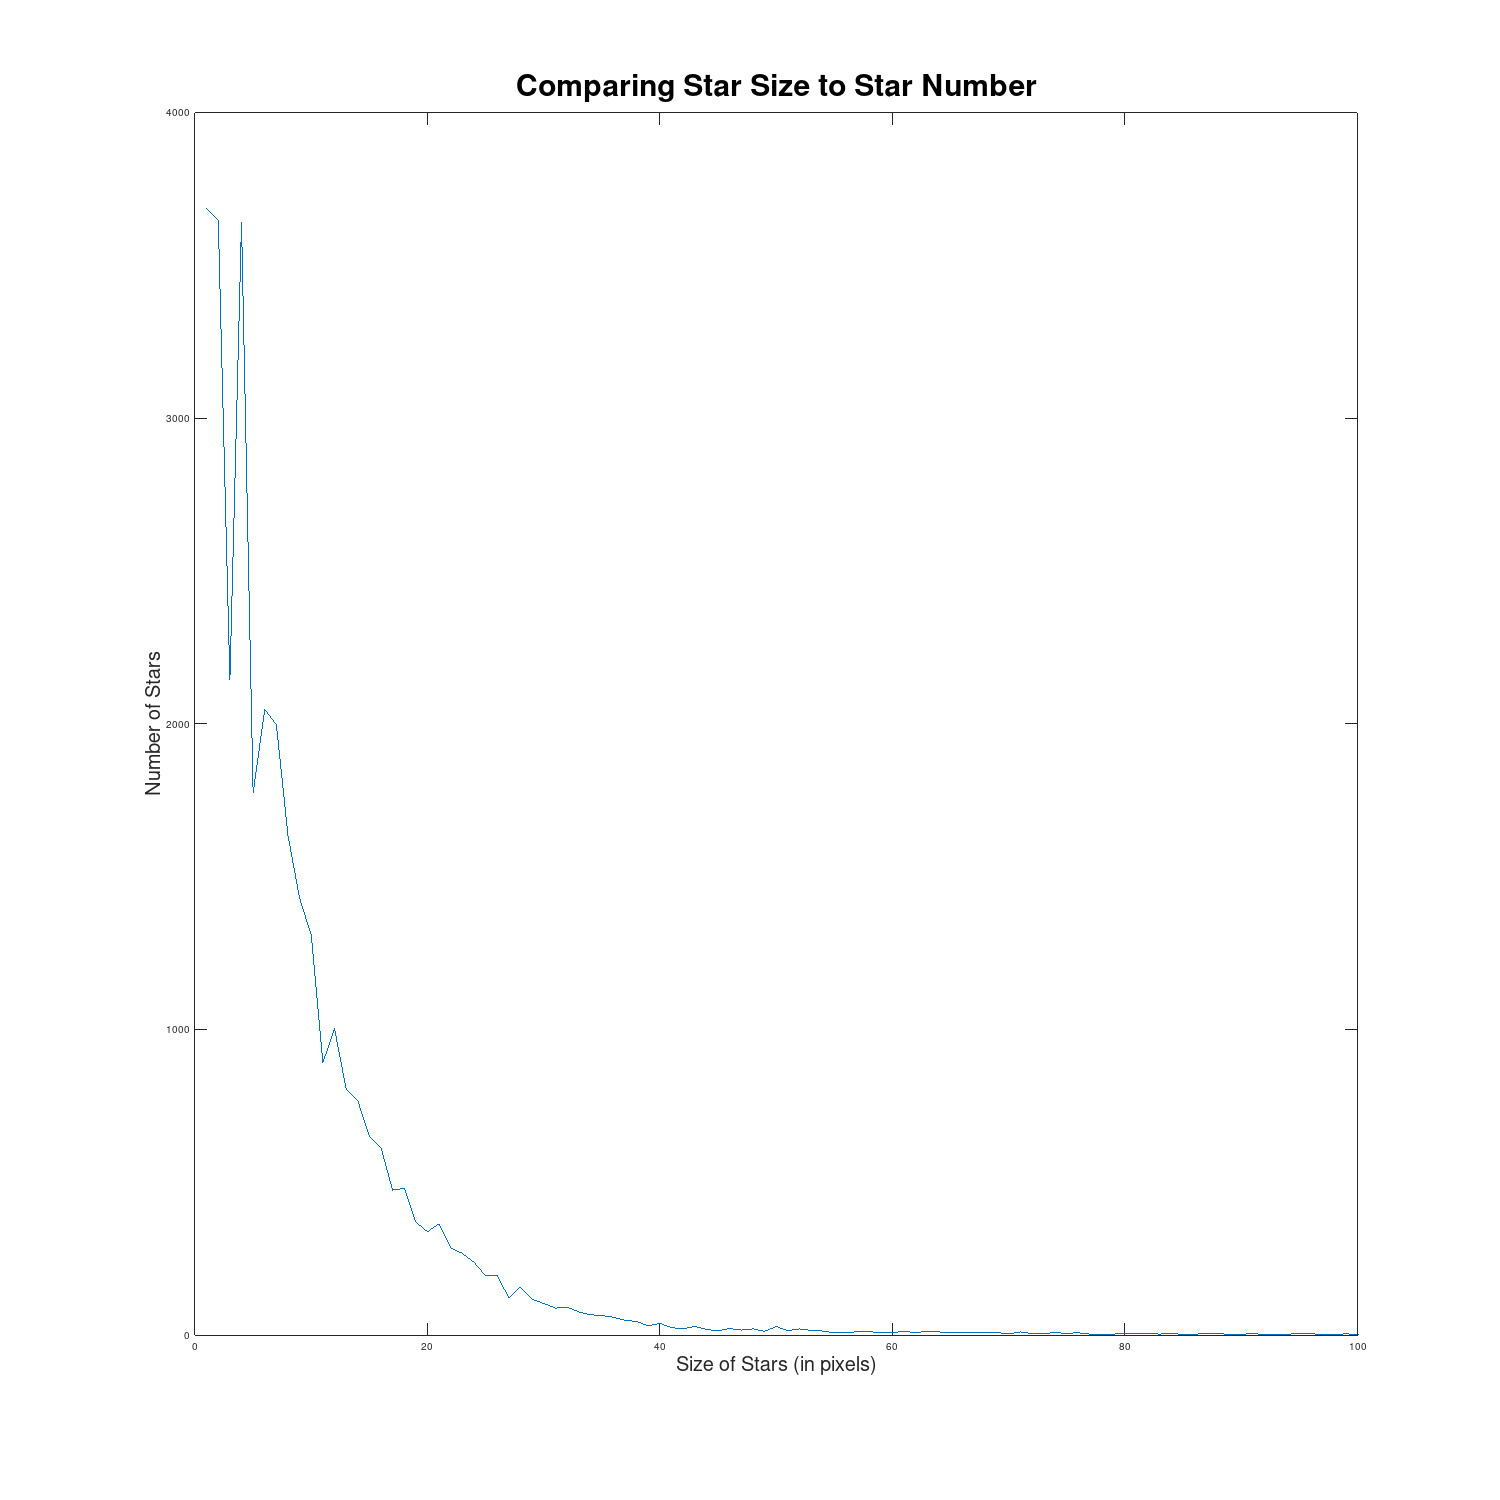 Comparing Star Size to Star Number
4000
3000
2000
1000
0
Number of Stars
0 20 40 60 80 100
Size of Stars (in pixels)